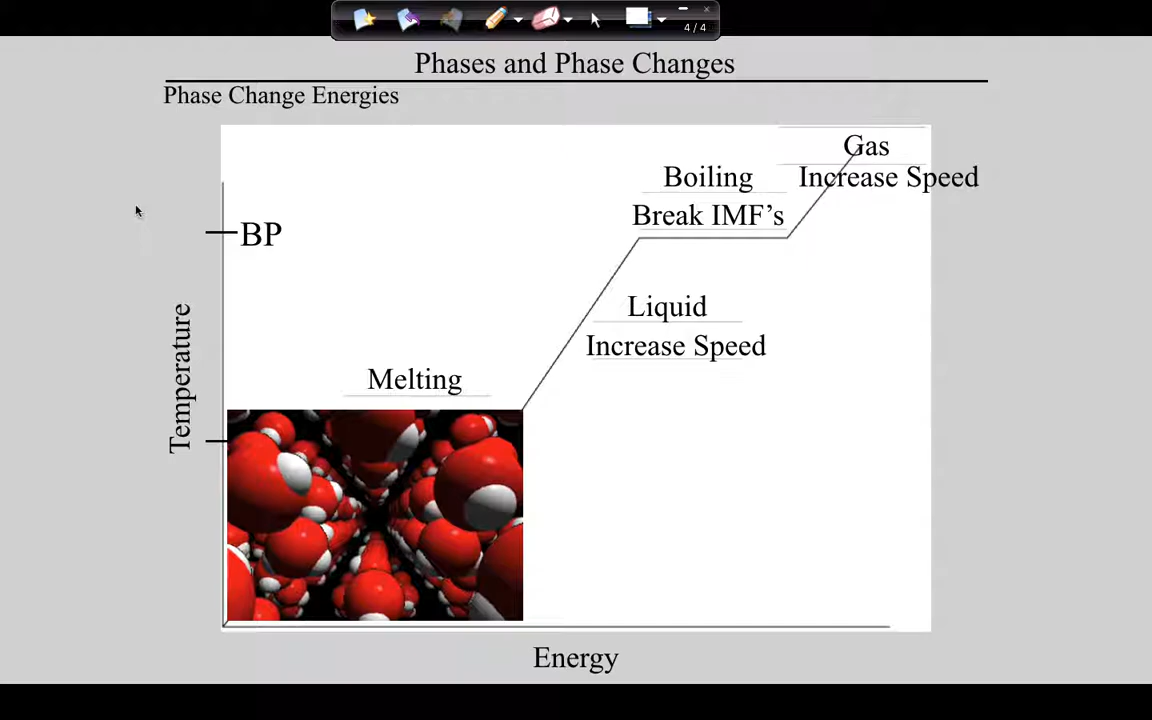 4 / 4
Phases and Phase Changes
Phase Change Energies
Gas
Increase Speed
Boiling
Break IMF's
BP
Liquid
Increase Speed
Melting
Temperature
Energy